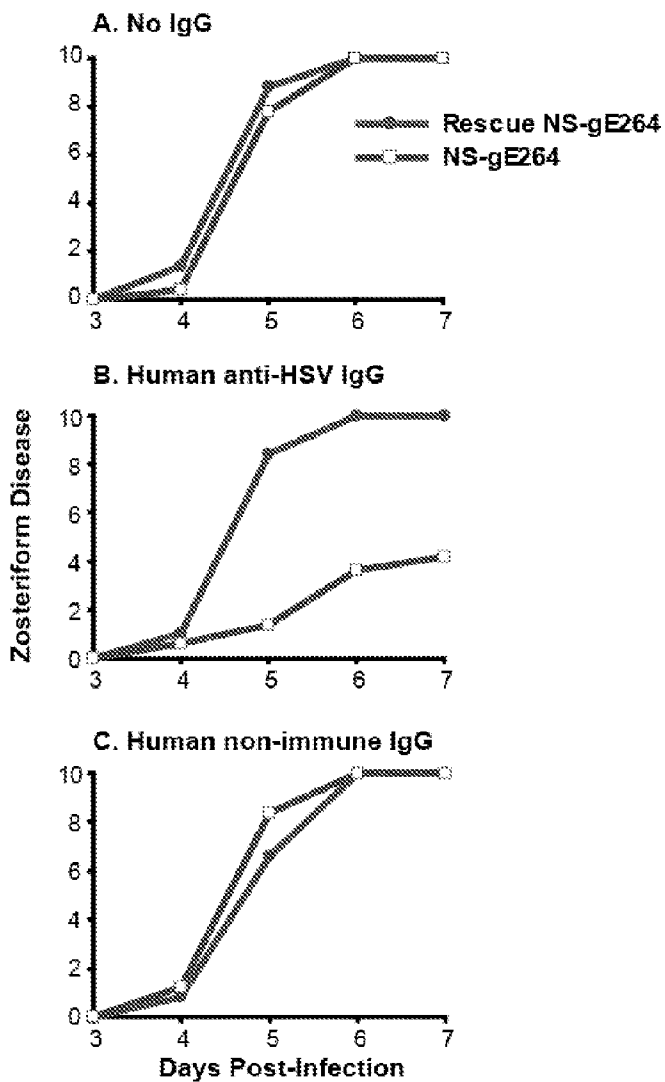 A. No IgG
10
8
6
4
2
0
3 4 5 6 7
Rescue NS-gE264
NS-gE264
B. Human anti-HSV IgG
10
8
6
4
2
0
3 4 5 6 7
Zosteriform Disease
C. Human non-immune IgG
10
8
6
4
2
0
3 4 5 6 7
Days Post-Infection